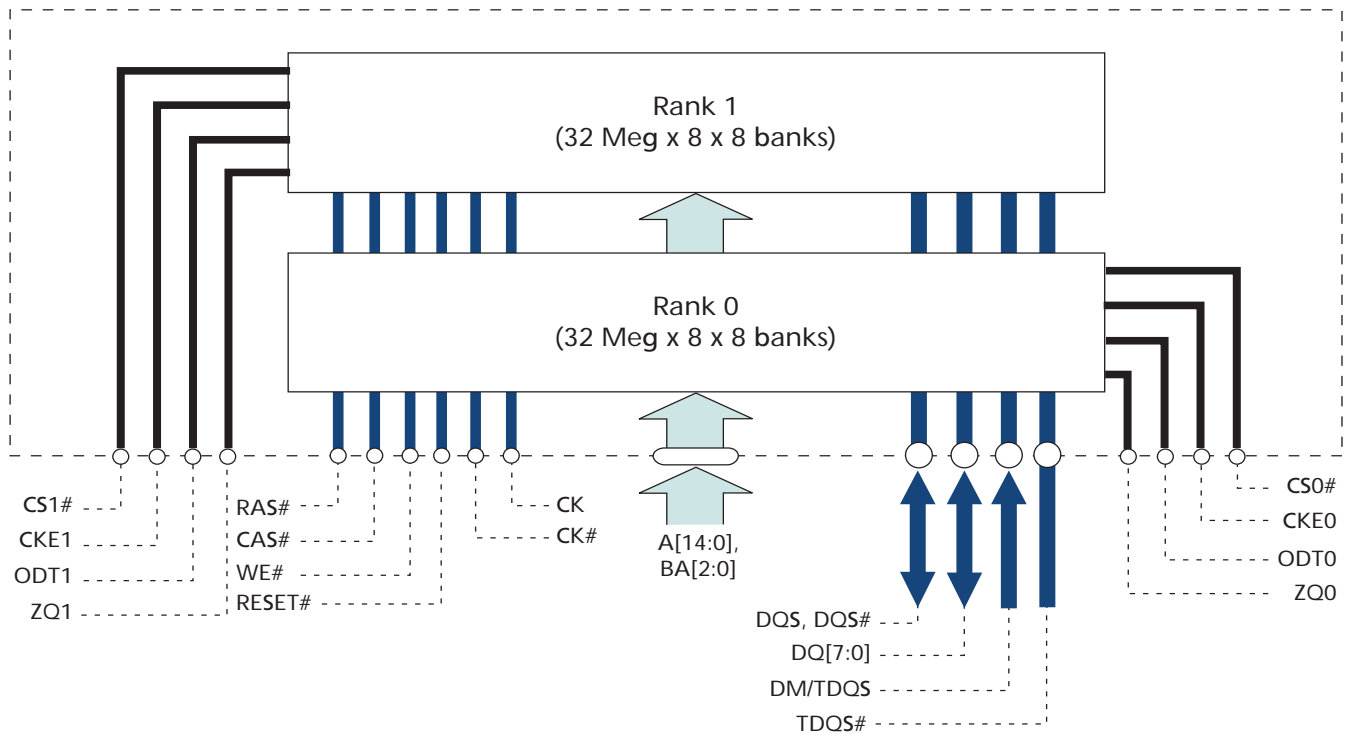 Rank 1
(32 Meg x 8 x 8 banks)
Rank 0
(32 Meg x 8 x 8 banks)
CS1#
CKE1
ODT1
ZQ1
RAS#
CAS#
WE#
RESET#
CK
CK#
A[14:0],
BA[2:0]
DQS, DQS#
DQ[7:0]
DM/TDQS
TDQS#
CS0#
CKE0
ODT0
ZQ0